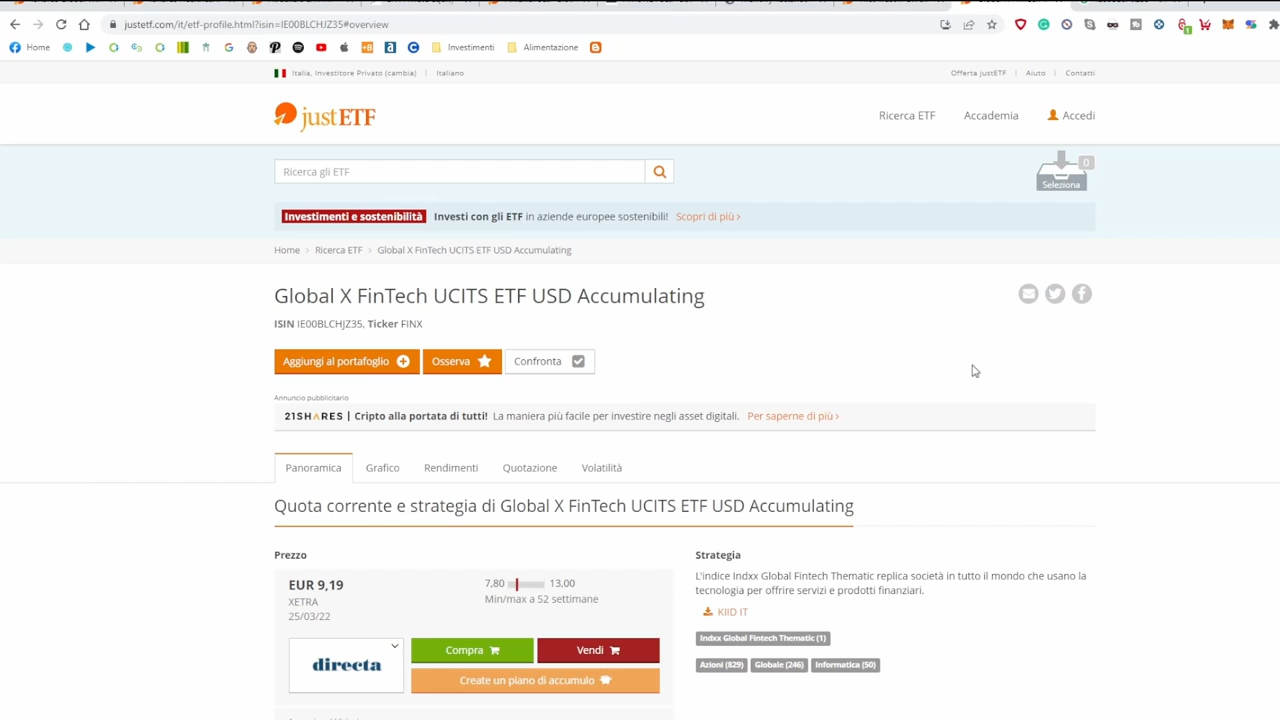 justetf.com/it/etf-profile.html?isin=IE00BLCHJZ35#overview
Home
Investimenti
Alimentazione
Italia, Investitore Privato (cambia) | Italiano
Offerta justETF | Aiuto | Contatti
justETF
Ricerca ETF
Accademia
Accedi
Ricerca gli ETF
0
Seleziona
Investimenti e sostenibilità Investi con gli ETF in aziende europee sostenibili! Scopri di più ›
Home › Ricerca ETF › Global X FinTech UCITS ETF USD Accumulating
Global X FinTech UCITS ETF USD Accumulating
ISIN IE00BLCHJZ35, Ticker FINX
Aggiungi al portafoglio
Osserva
Confronta
Annuncio pubblicitario
21SHARES | Cripto alla portata di tutti! La maniera più facile per investire negli asset digitali. Per saperne di più ›
Panoramica
Grafico
Rendimenti
Quotazione
Volatilità
Quota corrente e strategia di Global X FinTech UCITS ETF USD Accumulating
Prezzo
EUR 9,19
XETRA
25/03/22
7,80 13,00
Min/max a 52 settimane
directa
Compra
Vendi
Create un piano di accumulo
Strategia
L'indice Indxx Global Fintech Thematic replica società in tutto il mondo che usano la
tecnologia per offrire servizi e prodotti finanziari.
KIID IT
Indxx Global Fintech Thematic (1)
Azioni (829) Globale (246) Informatica (50)